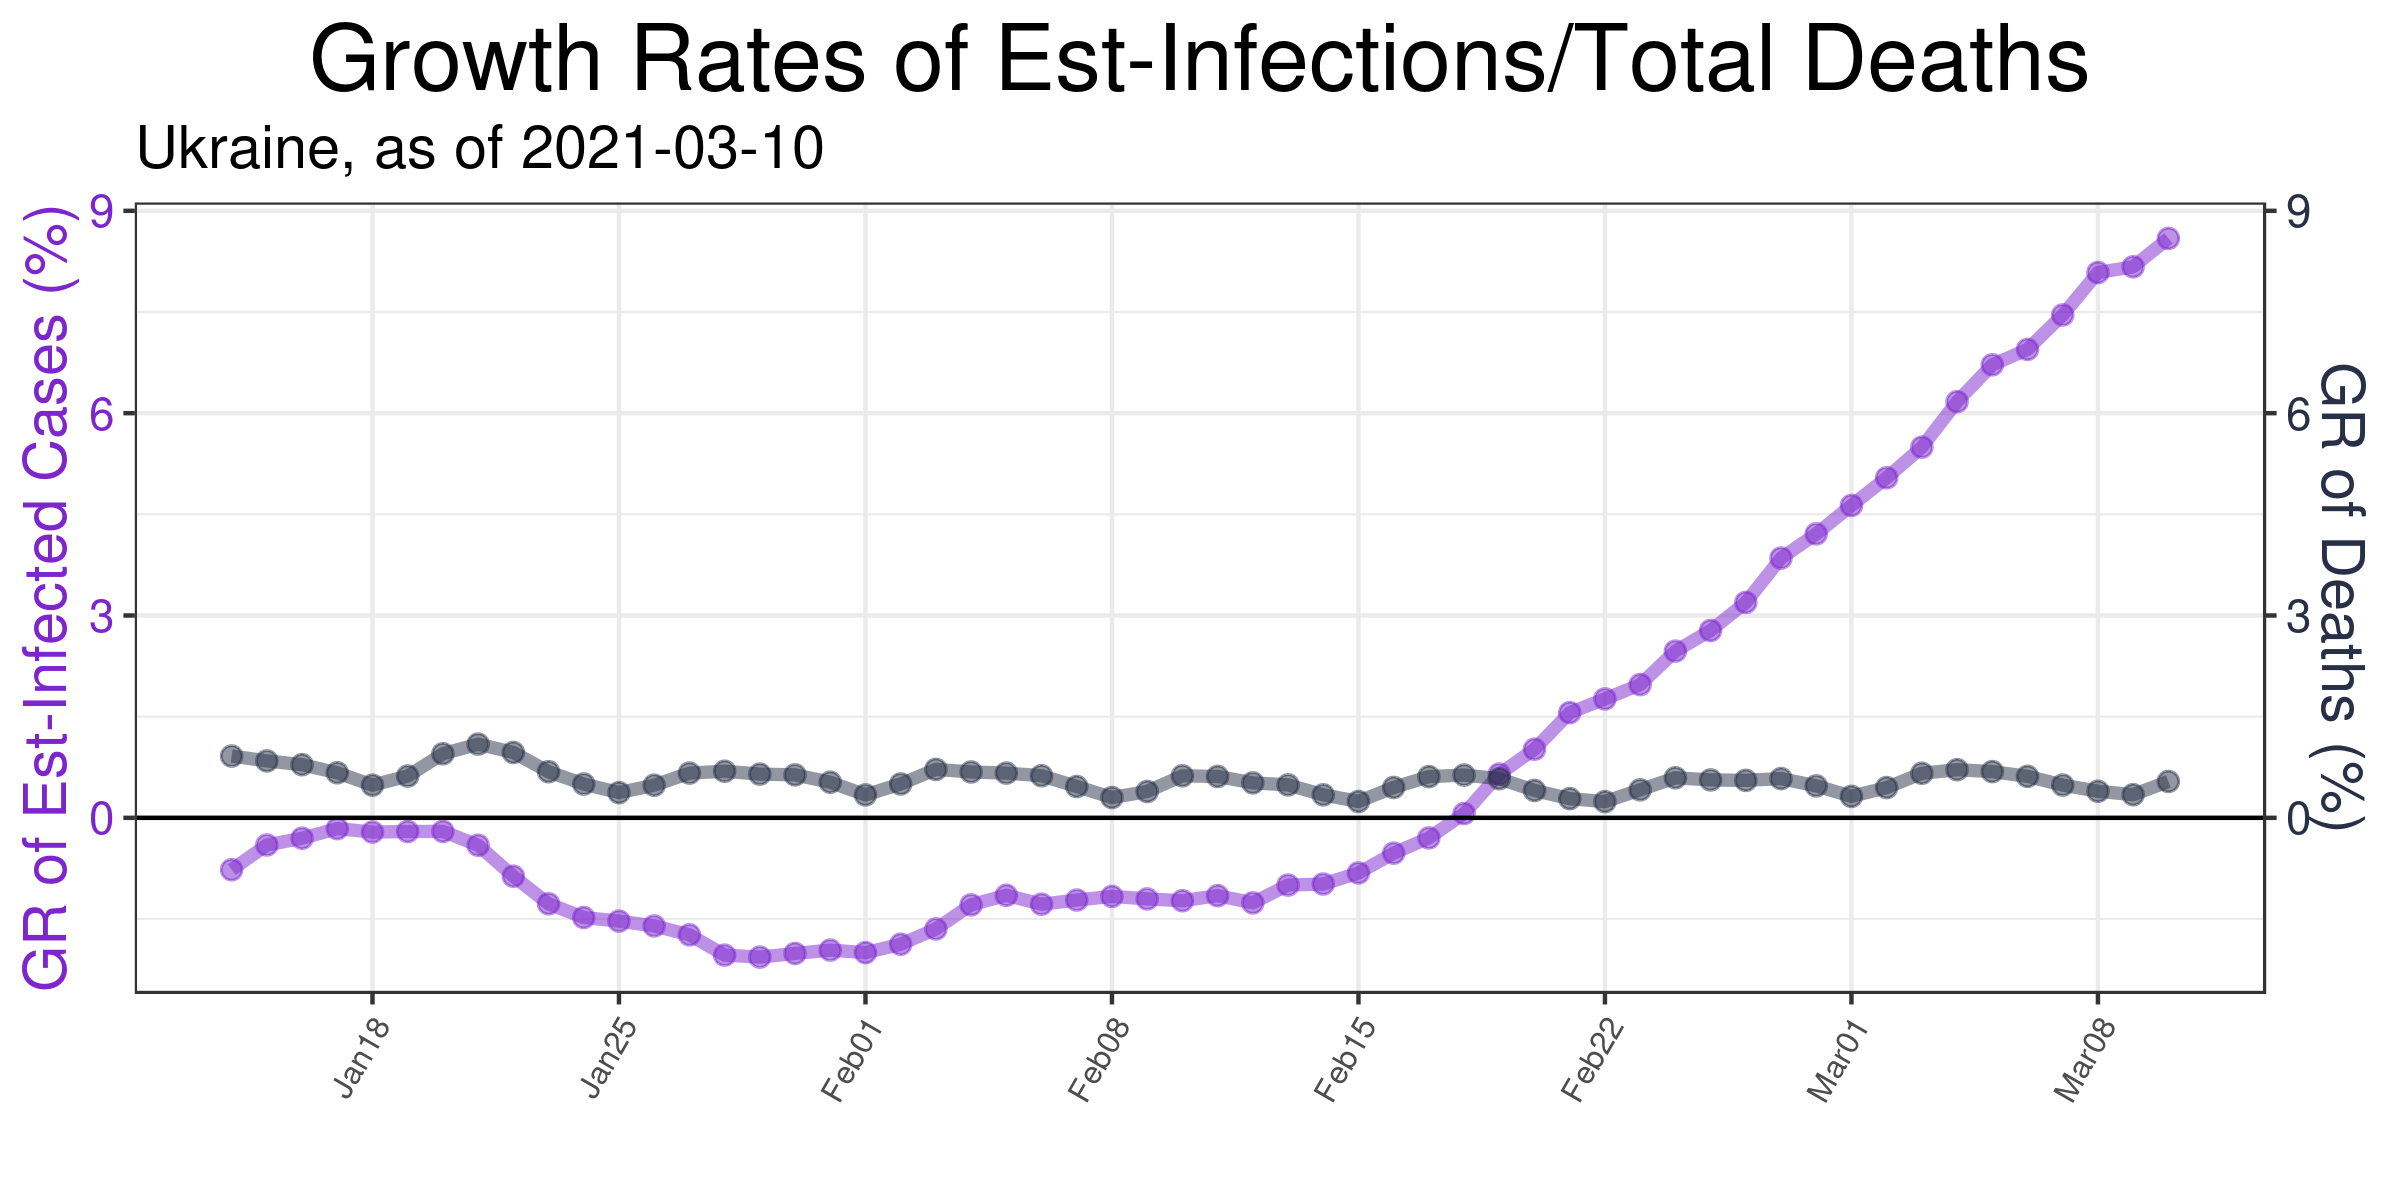 Growth Rates of Est-Infections/Total Deaths
Ukraine, as of 2021-03-10
GR of Est-Infected Cases (%)
9
6
3
0
9
6
3
0
GR of Deaths (%)
Jan18
Jan25
Feb01
Feb08
Feb15
Feb22
Mar01
Mar08